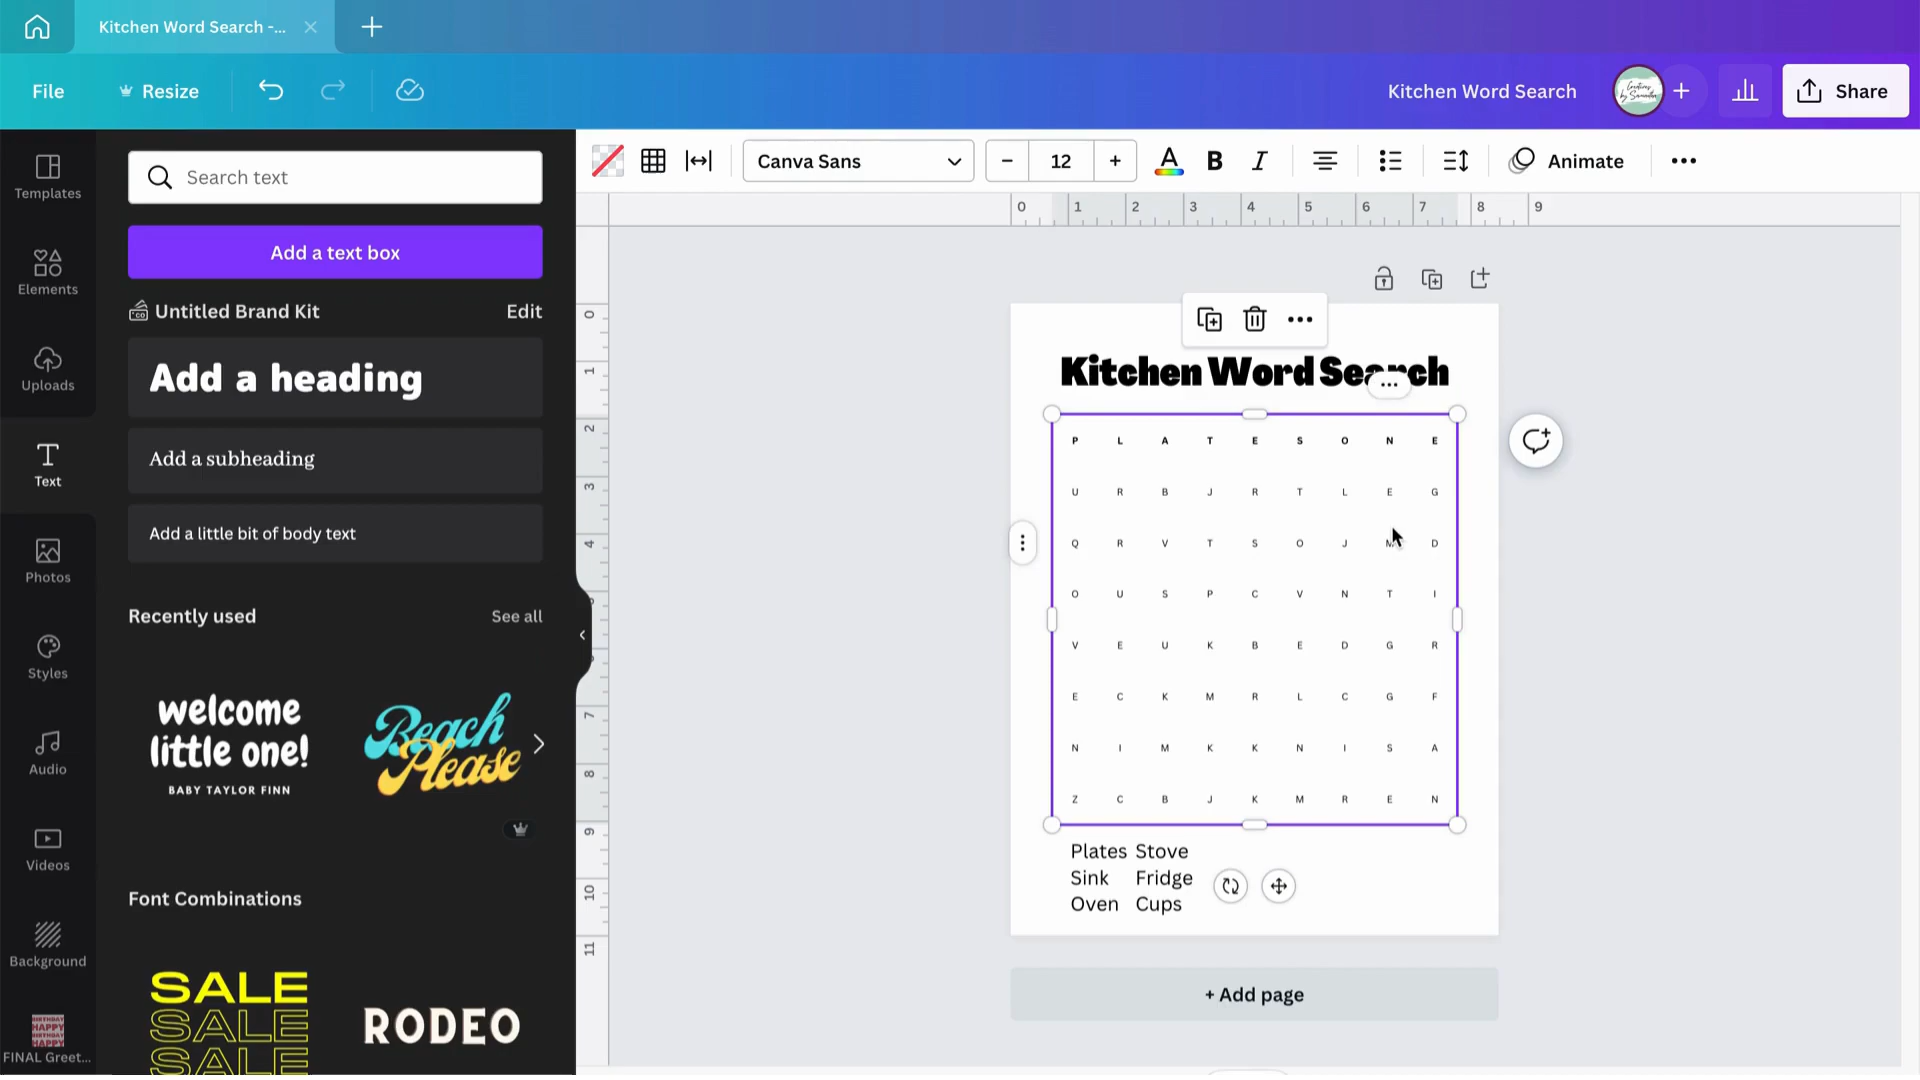 Kitchen Word Search -...
File
Resize
Kitchen Word Search
Share
Templates
Elements
Uploads
Text
Photos
Styles
Audio
Videos
Background
FINAL Greet...
Search text
Add a text box
Untitled Brand Kit
Edit
Add a heading
Add a subheading
Add a little bit of body text
Recently used
See all
welcome
little one!
BABY TAYLOR FINN
Beach
Please
Font Combinations
SALE
SALE
SALE
RODEO
Canva Sans
12
A
B
I
Animate
0 1 2 3 4 5 6 7 8 9
0
1
2
3
4
7
8
9
10
11
Kitchen Word Search
P L A T E S O N E
U R B J R T L E G
Q R V T S O J M D
O U S P C V N T I
V E U K B E D G R
E C K M R L C G F
N I M K K N I S A
Z C B J K M R E N
Plates Stove
Sink Fridge
Oven Cups
+ Add page